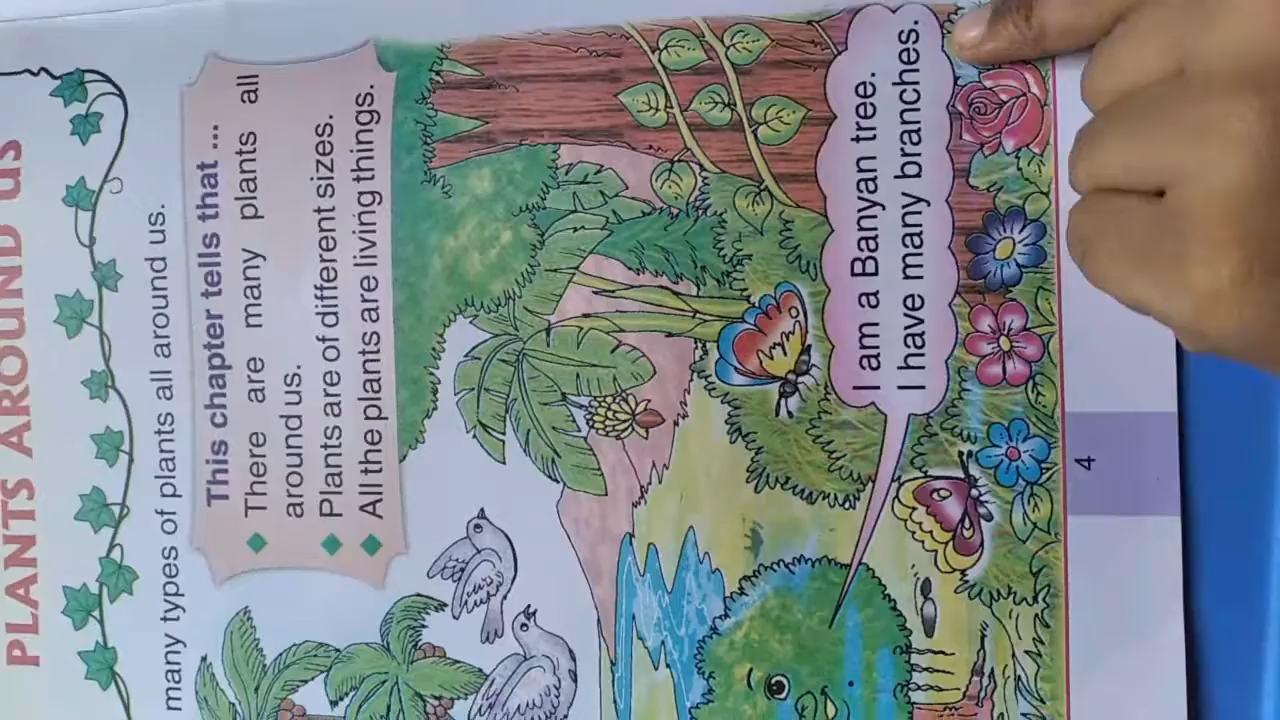 PLANTS AROUND US
many types of plants all around us.
This chapter tells that ...
There are many plants all
around us.
Plants are of different sizes.
All the plants are living things.
I am a Banyan tree.
I have many branches.
4